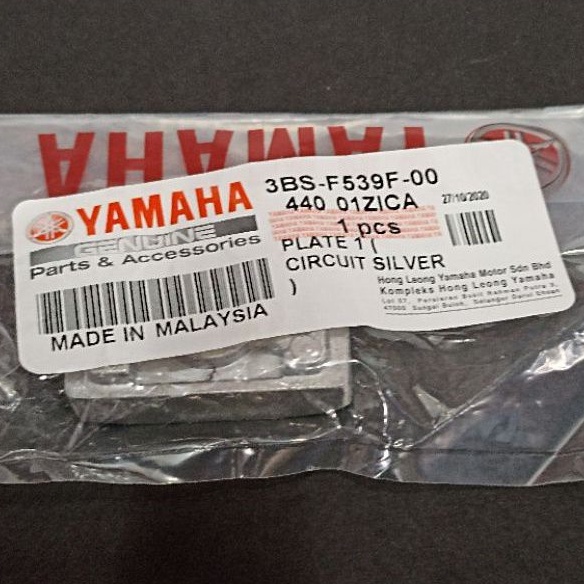 YAMAHA
YAMAHA
GENUINE
Parts & Accessories
MADE IN MALAYSIA
3BS-F539F-00
440 01ZICA
27/10/2020
1 pcs
PLATE 1 (
CIRCUIT SILVER
)
Hong Leong Yamaha Motor Sdn Bhd
Kompleks Hong Leong Yamaha